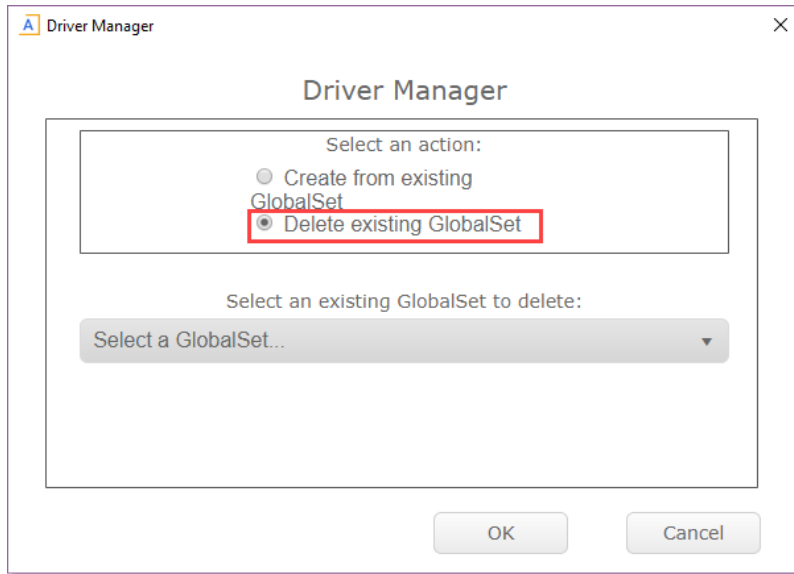 A Driver Manager
Driver Manager
Select an action:
Create from existing
GlobalSet
Delete existing GlobalSet
Select an existing GlobalSet to delete:
Select a GlobalSet...
OK Cancel